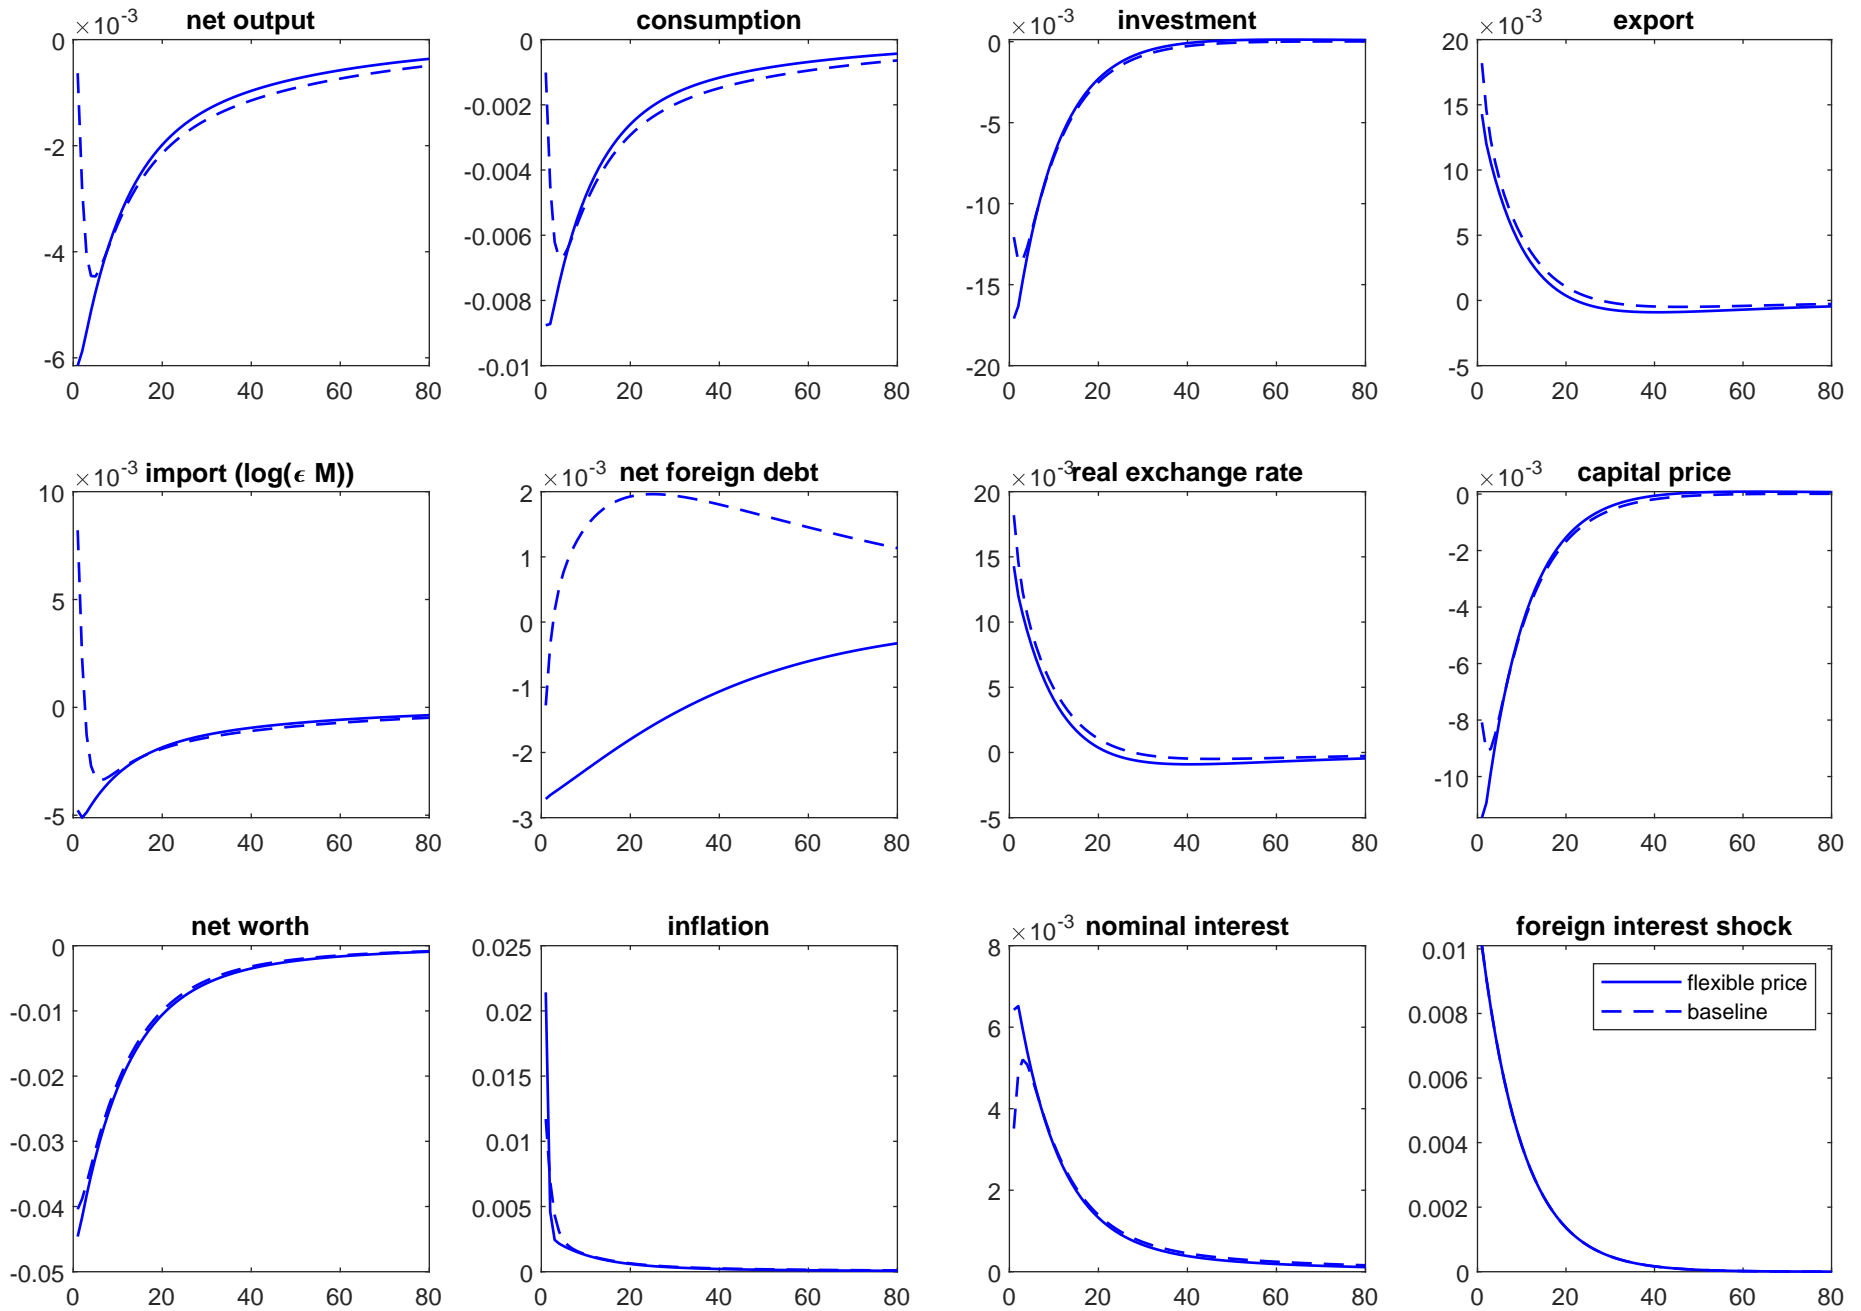 net output
×10-3
0
-2
-4
-6
0 20 40 60 80
consumption
0
-0.002
-0.004
-0.006
-0.008
-0.01
0 20 40 60 80
investment
×10-3
0
-5
-10
-15
-20
0 20 40 60 80
export
×10-3
20
15
10
5
0
-5
0 20 40 60 80
import (log(ϵ M))
×10-3
10
5
0
-5
0 20 40 60 80
net foreign debt
×10-3
2
1
0
-1
-2
-3
0 20 40 60 80
real exchange rate
×10-3
20
15
10
5
0
-5
0 20 40 60 80
capital price
×10-3
0
-2
-4
-6
-8
-10
0 20 40 60 80
net worth
0
-0.01
-0.02
-0.03
-0.04
-0.05
0 20 40 60 80
inflation
0.025
0.02
0.015
0.01
0.005
0
0 20 40 60 80
nominal interest
×10-3
8
6
4
2
0
0 20 40 60 80
foreign interest shock
0.01
0.008
0.006
0.004
0.002
0
0 20 40 60 80
flexible price
baseline